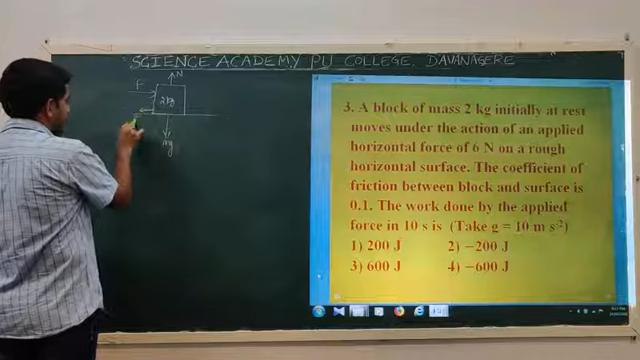 SCIENCE ACADEMY PU COLLEGE, DAVANAGERE
N
F
2kg
mg
3. A block of mass 2 kg initially at rest
moves under the action of an applied
horizontal force of 6 N on a rough
horizontal surface. The coefficient of
friction between block and surface is
0.1. The work done by the applied
force in 10 s is (Take g = 10 m s⁻²)
1) 200 J 2) −200 J
3) 600 J 4) −600 J